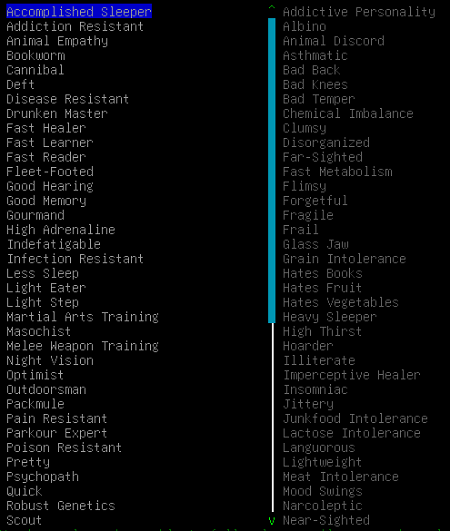 Accomplished Sleeper
Addiction Resistant
Animal Empathy
Bookworm
Cannibal
Deft
Disease Resistant
Drunken Master
Fast Healer
Fast Learner
Fast Reader
Fleet-Footed
Good Hearing
Good Memory
Gourmand
High Adrenaline
Indefatigable
Infection Resistant
Less Sleep
Light Eater
Light Step
Martial Arts Training
Masochist
Melee Weapon Training
Night Vision
Optimist
Outdoorsman
Packmule
Pain Resistant
Parkour Expert
Poison Resistant
Pretty
Psychopath
Quick
Robust Genetics
Scout
^
v
Addictive Personality
Albino
Animal Discord
Asthmatic
Bad Back
Bad Knees
Bad Temper
Chemical Imbalance
Clumsy
Disorganized
Far-Sighted
Fast Metabolism
Flimsy
Forgetful
Fragile
Frail
Glass Jaw
Grain Intolerance
Hates Books
Hates Fruit
Hates Vegetables
Heavy Sleeper
High Thirst
Hoarder
Illiterate
Imperceptive Healer
Insomniac
Jittery
Junkfood Intolerance
Lactose Intolerance
Languorous
Lightweight
Meat Intolerance
Mood Swings
Narcoleptic
Near-Sighted